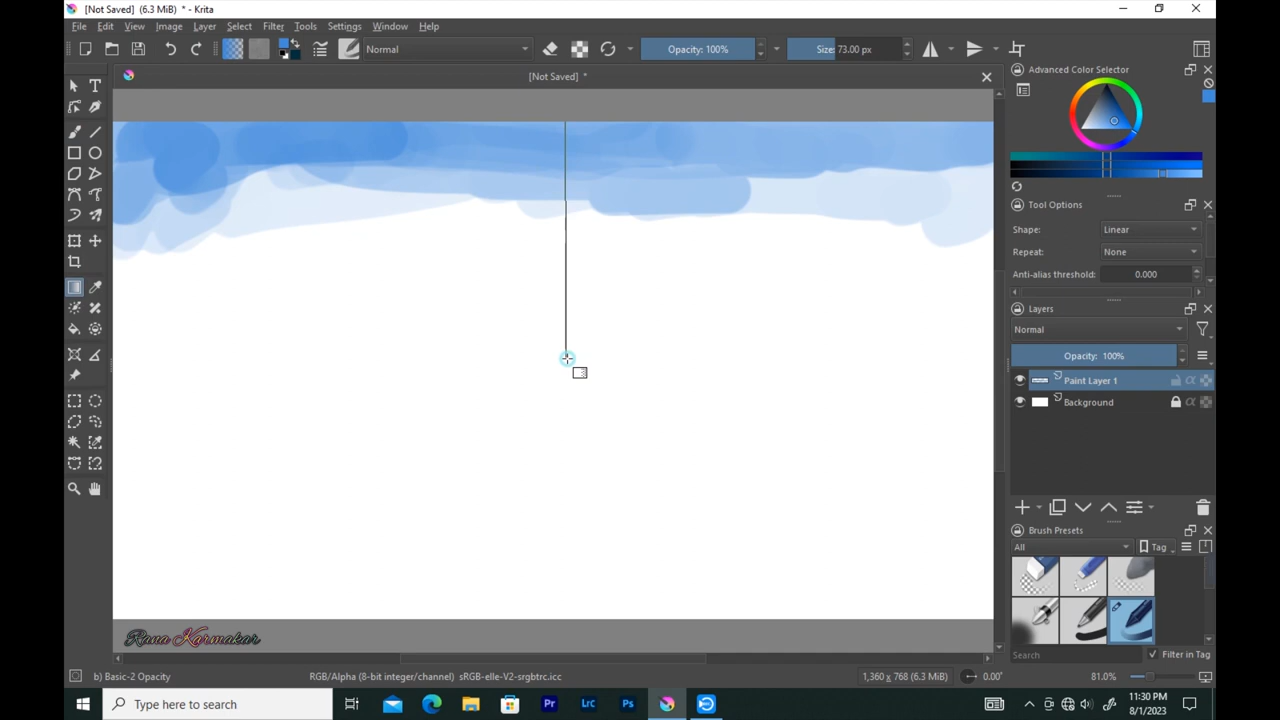 [Not Saved] (6.3 MiB) * - Krita
File Edit View Image Layer Select Filter Tools Settings Window Help
Normal
Opacity: 100%
Size: 73.00 px
[Not Saved] *
Advanced Color Selector
Tool Options
Shape: Linear
Repeat: None
Anti-alias threshold: 0.000
Layers
Normal
Opacity: 100%
Paint Layer 1
Background
Brush Presets
All
Tag
Search
Filter in Tag
Rana Karmakar
b) Basic-2 Opacity
RGB/Alpha (8-bit integer/channel) sRGB-elle-V2-srgbtrc.icc
1,360 x 768 (6.3 MiB)
0.00°
81.0%
Type here to search
Pr
Lrc
Ps
11:30 PM
8/1/2023